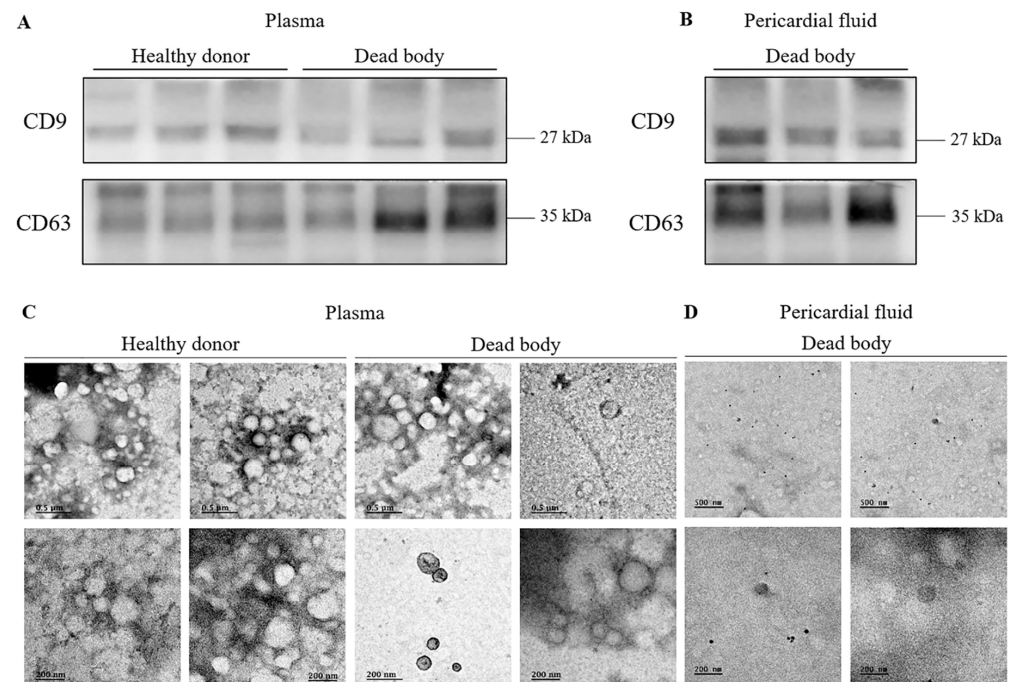 A
Plasma
Healthy donor
Dead body
CD9
27 kDa
CD63
35 kDa
B
Pericardial fluid
Dead body
CD9
27 kDa
CD63
35 kDa
C
Plasma
Healthy donor
Dead body
D
Pericardial fluid
Dead body
0.5 µm
0.5 µm
0.5 µm
0.5 µm
500 nm
500 nm
200 nm
200 nm
200 nm
200 nm
200 nm
200 nm